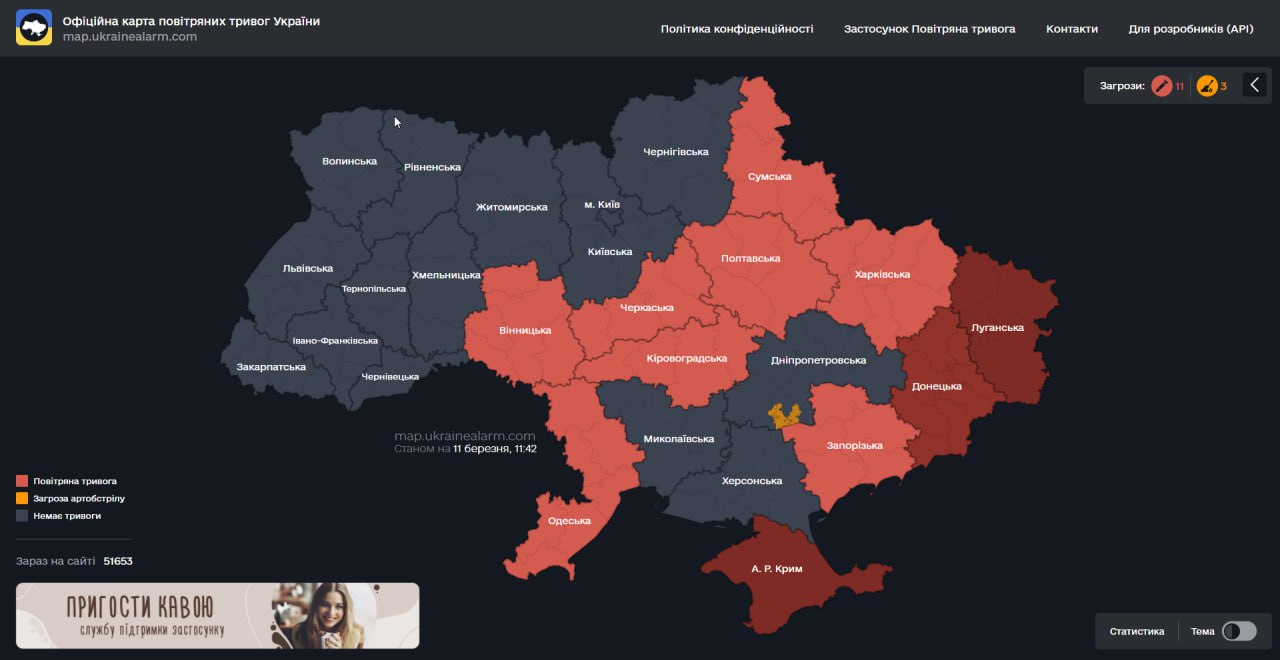 Офіційна карта повітряних тривог України
map.ukrainealarm.com
Політика конфіденційності
Застосунок Повітряна тривога
Контакти
Для розробників (API)
Загрози: 11 3
Чернігівська
Волинська
Рівненська
Сумська
Житомирська
м. Київ
Київська
Полтавська
Львівська
Хмельницька
Харківська
Тернопільська
Черкаська
Вінницька
Луганська
Івано-Франківська
Кіровоградська
Дніпропетровська
Закарпатська
Чернівецька
Донецька
map.ukrainealarm.com
Станом на 11 березня, 11:42
Миколаївська
Запорізька
Херсонська
Одеська
А. Р. Крим
Повітряна тривога
Загроза артобстрілу
Немає тривоги
Зараз на сайті 51653
ПРИГОСТИ КАВОЮ
службу підтримки застосунку
Статистика
Тема